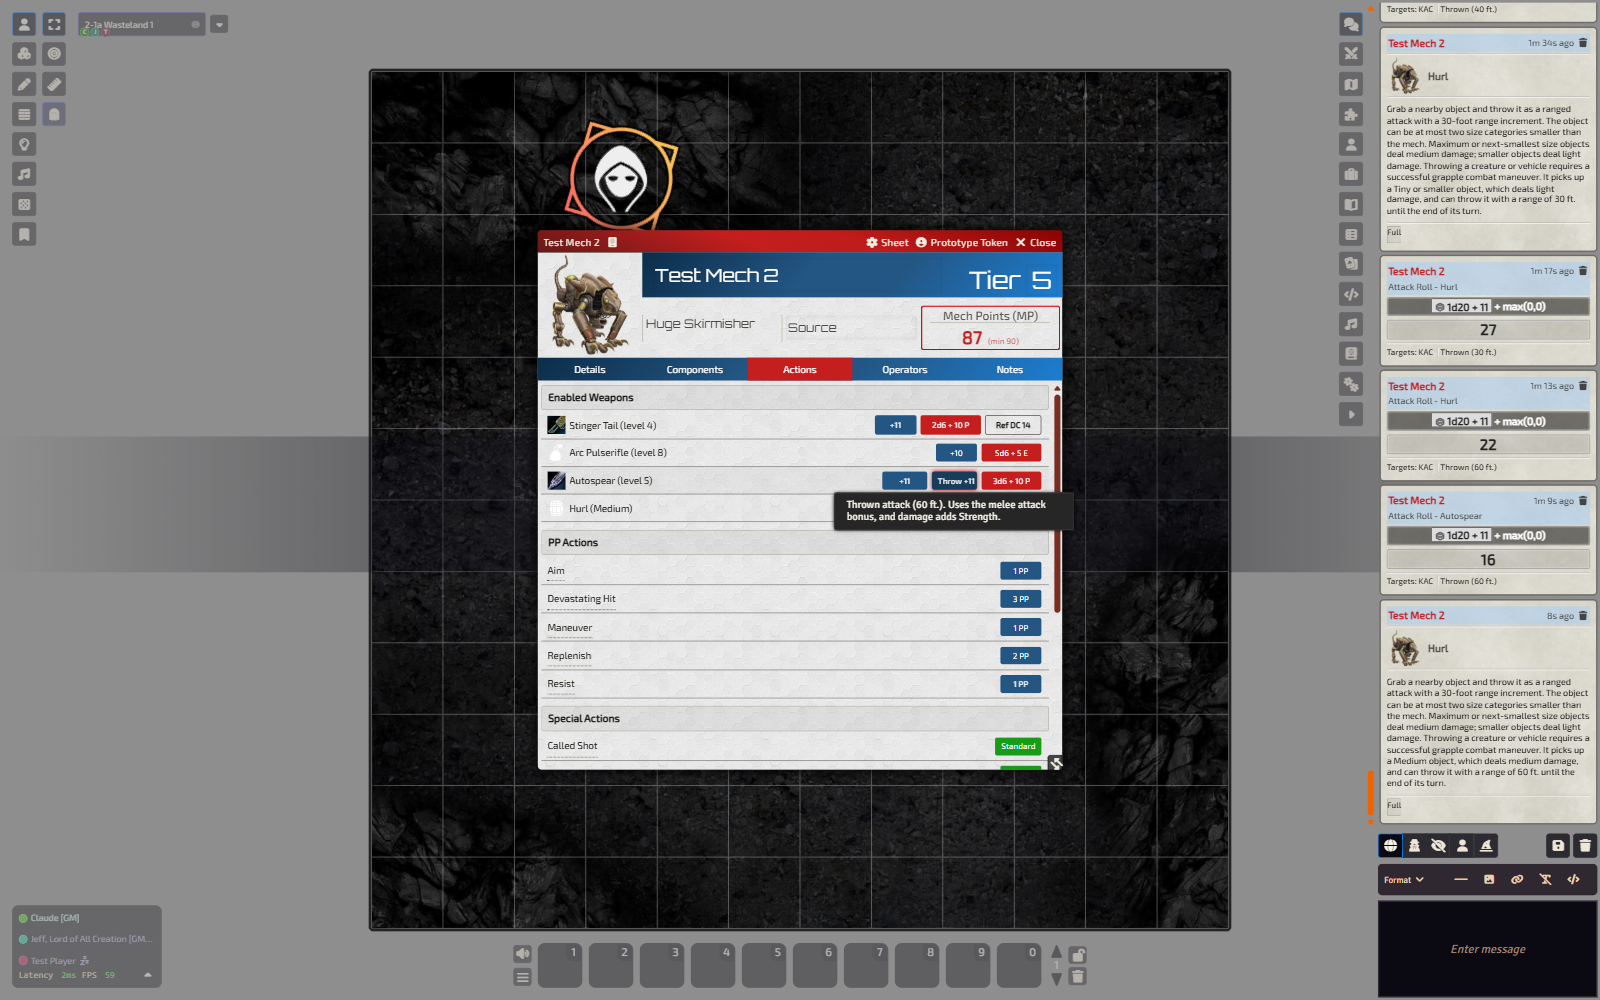 2-1a Wasteland 1
C J T
Test Mech 2
Sheet
Prototype Token
Close
Test Mech 2
Tier 5
Huge Skirmisher
Source
Mech Points (MP)
87 (min 90)
Details
Components
Actions
Operators
Notes
Enabled Weapons
Stinger Tail (level 4)
+11
2d6 + 10 P
Ref DC 14
Arc Pulserifle (level 8)
+10
5d6 + 5 E
Autospear (level 5)
+11
Throw +11
3d6 + 10 P
Hurl (Medium)
Thrown attack (60 ft.). Uses the melee attack
bonus, and damage adds Strength.
PP Actions
Aim
1 PP
Devastating Hit
3 PP
Maneuver
1 PP
Replenish
2 PP
Resist
1 PP
Special Actions
Called Shot
Standard
Targets: KAC Thrown (40 ft.)
Test Mech 2
1m 34s ago
Hurl
Grab a nearby object and throw it as a ranged
attack with a 30-foot range increment. The object
can be at most two size categories smaller than
the mech. Maximum or next-smallest size objects
deal medium damage; smaller objects deal light
damage. Throwing a creature or vehicle requires a
successful grapple combat maneuver. It picks up
a Tiny or smaller object, which deals light
damage, and can throw it with a range of 30 ft.
until the end of its turn.
Full
Test Mech 2
1m 17s ago
Attack Roll - Hurl
1d20 + 11 + max(0,0)
27
Targets: KAC Thrown (30 ft.)
Test Mech 2
1m 13s ago
Attack Roll - Hurl
1d20 + 11 + max(0,0)
22
Targets: KAC Thrown (60 ft.)
Test Mech 2
1m 9s ago
Attack Roll - Autospear
1d20 + 11 + max(0,0)
16
Targets: KAC Thrown (60 ft.)
Test Mech 2
8s ago
Hurl
Grab a nearby object and throw it as a ranged
attack with a 30-foot range increment. The object
can be at most two size categories smaller than
the mech. Maximum or next-smallest size objects
deal medium damage; smaller objects deal light
damage. Throwing a creature or vehicle requires a
successful grapple combat maneuver. It picks up
a Medium object, which deals medium damage,
and can throw it with a range of 60 ft. until the
end of its turn.
Full
Format
Enter message
Claude [GM]
Jeff, Lord of All Creation [GM...
Test Player
Latency 2ms FPS 59
1 2 3 4 5 6 7 8 9 0
1